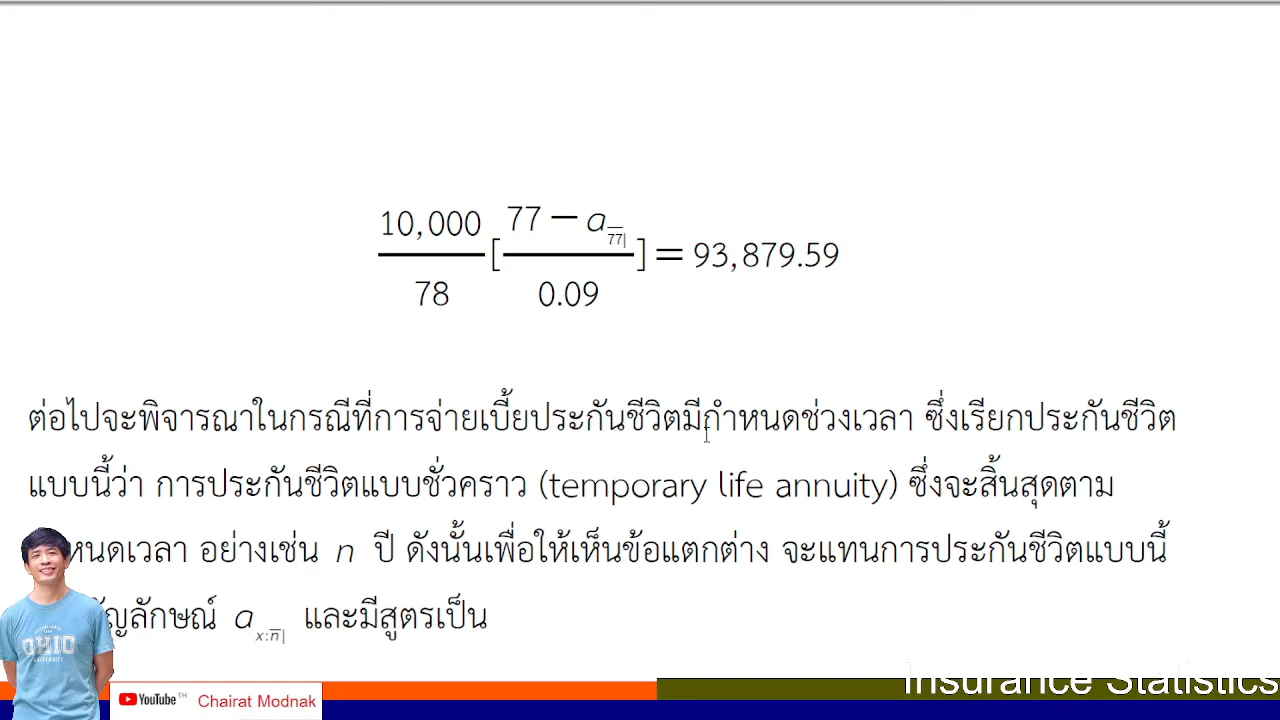 10,000/78 [ 77 − a 77| / 0.09 ] = 93,879.59
ต่อไปจะพิจารณาในกรณีที่การจ่ายเบี้ยประกันชีวิตมีกำหนดช่วงเวลา ซึ่งเรียกประกันชีวิต
แบบนี้ว่า การประกันชีวิตแบบชั่วคราว (temporary life annuity) ซึ่งจะสิ้นสุดตาม
หนดเวลา อย่างเช่น n ปี ดังนั้นเพื่อให้เห็นข้อแตกต่าง จะแทนการประกันชีวิตแบบนี้
ัญลักษณ์ a x:n| และมีสูตรเป็น
OHIO
Insurance Statistics
YouTube TH Chairat Modnak